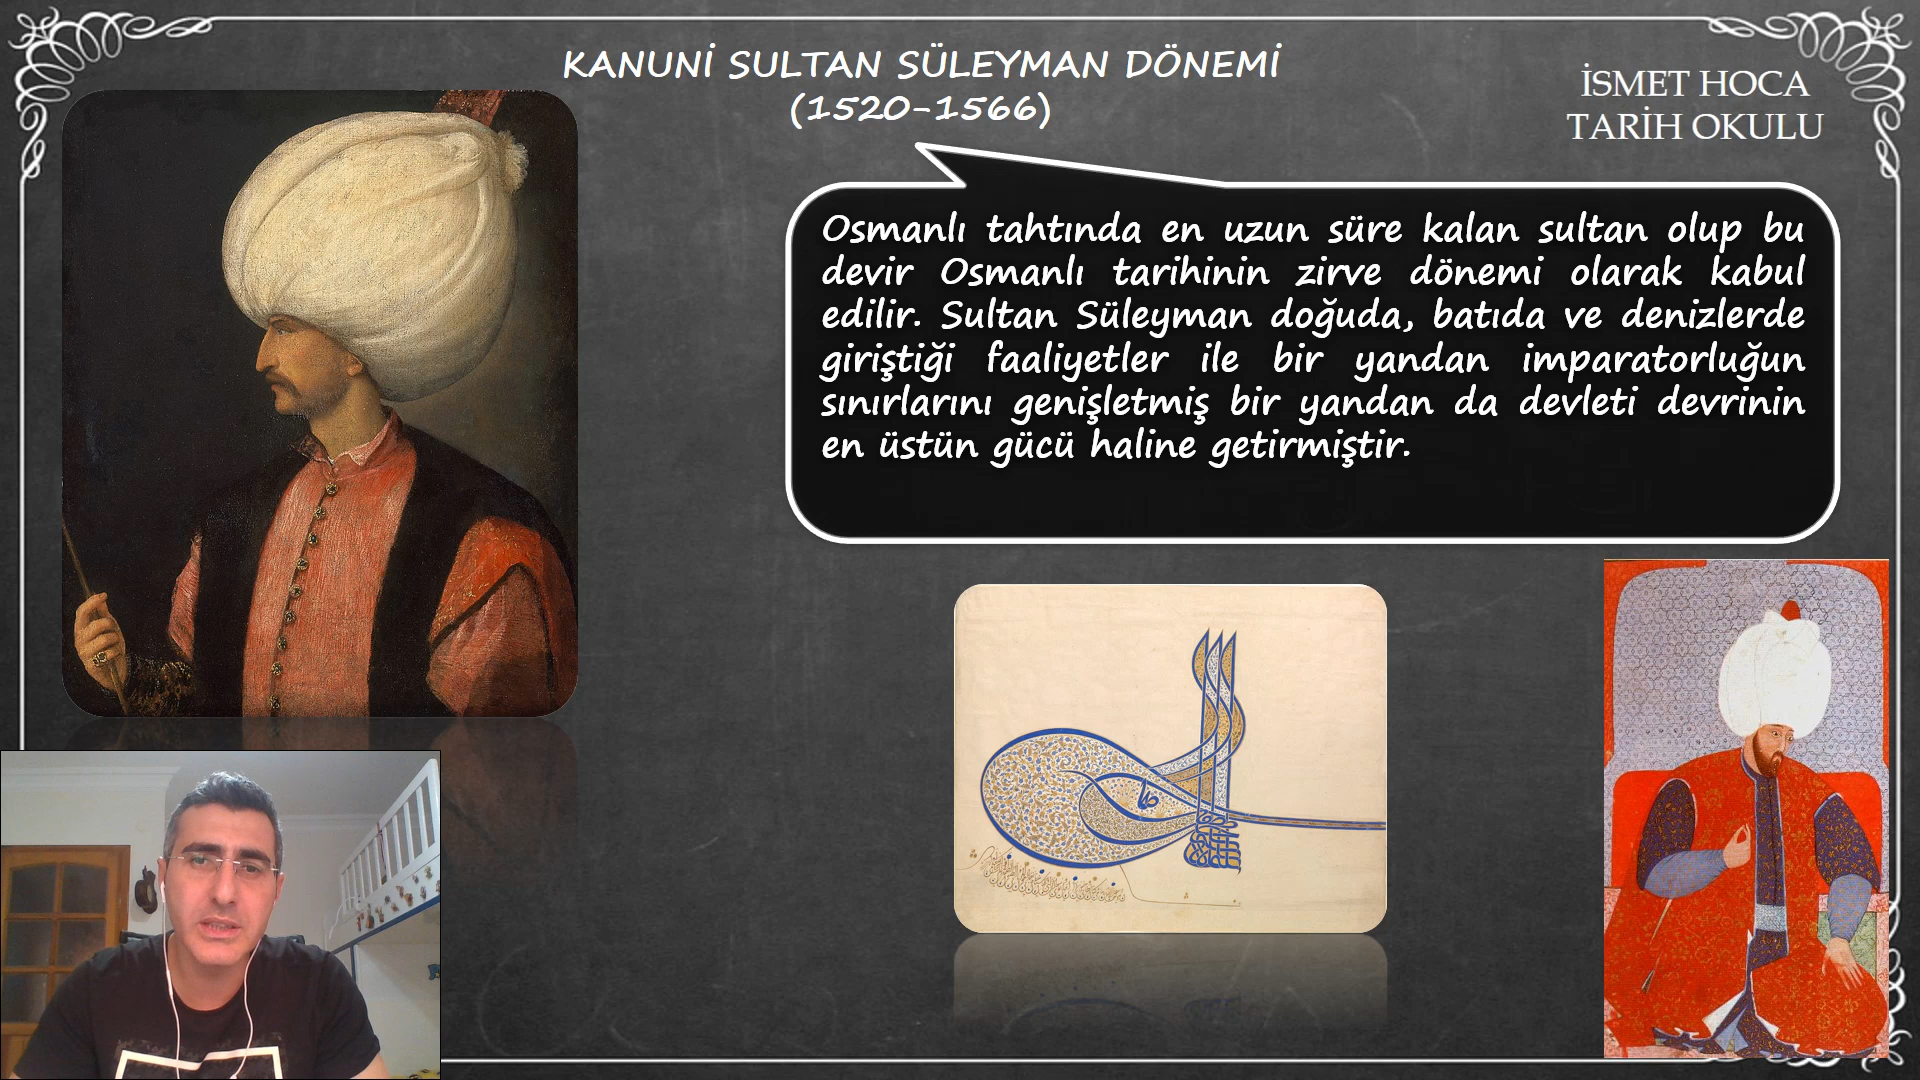 KANUNİ SULTAN SÜLEYMAN DÖNEMİ
(1520-1566)
İSMET HOCA
TARİH OKULU
Osmanlı tahtında en uzun süre kalan sultan olup bu
devir Osmanlı tarihinin zirve dönemi olarak kabul
edilir. Sultan Süleyman doğuda, batıda ve denizlerde
giriştiği faaliyetler ile bir yandan imparatorluğun
sınırlarını genişletmiş bir yandan da devleti devrinin
en üstün gücü haline getirmiştir.